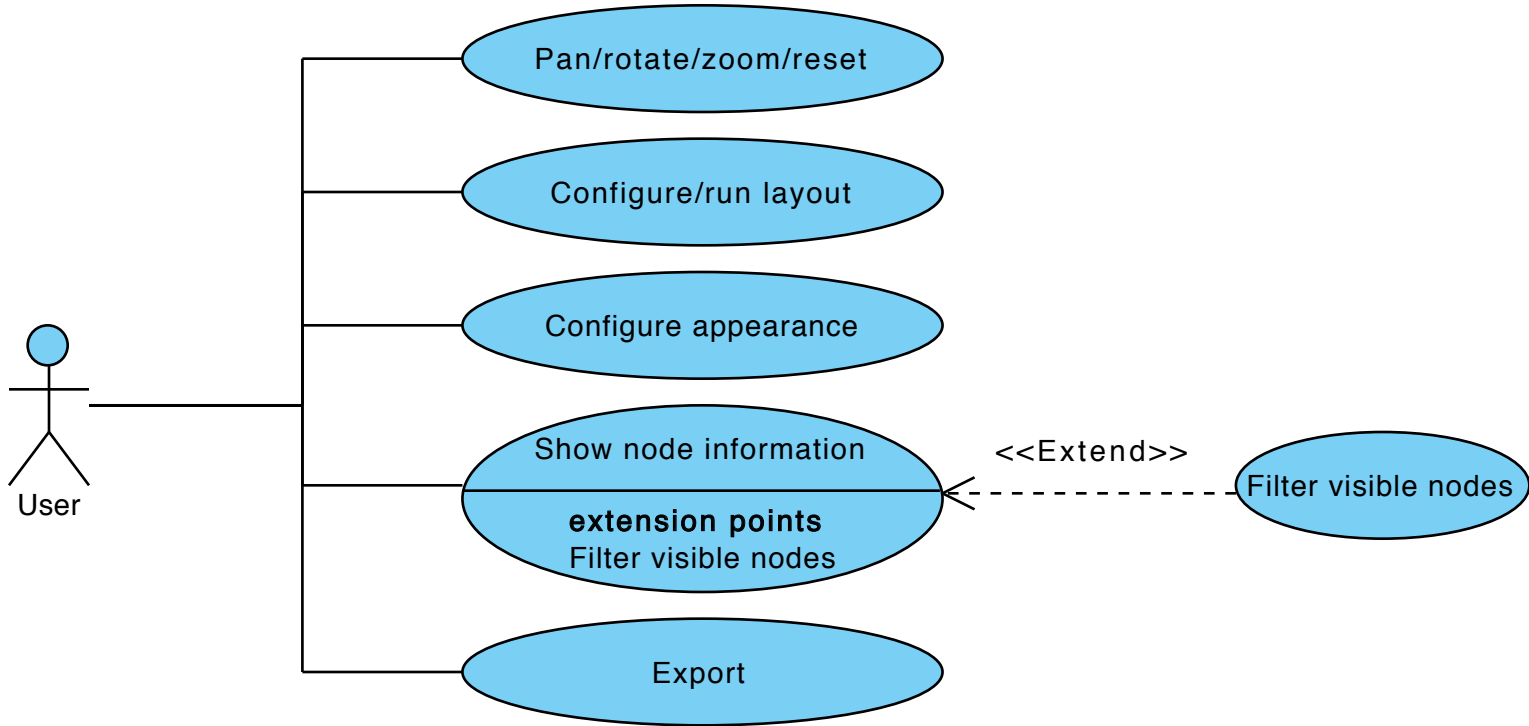 Pan/rotate/zoom/reset
Configure/run layout
Configure appearance
User
Show node information
extension points
Filter visible nodes
<<Extend>>
Filter visible nodes
Export